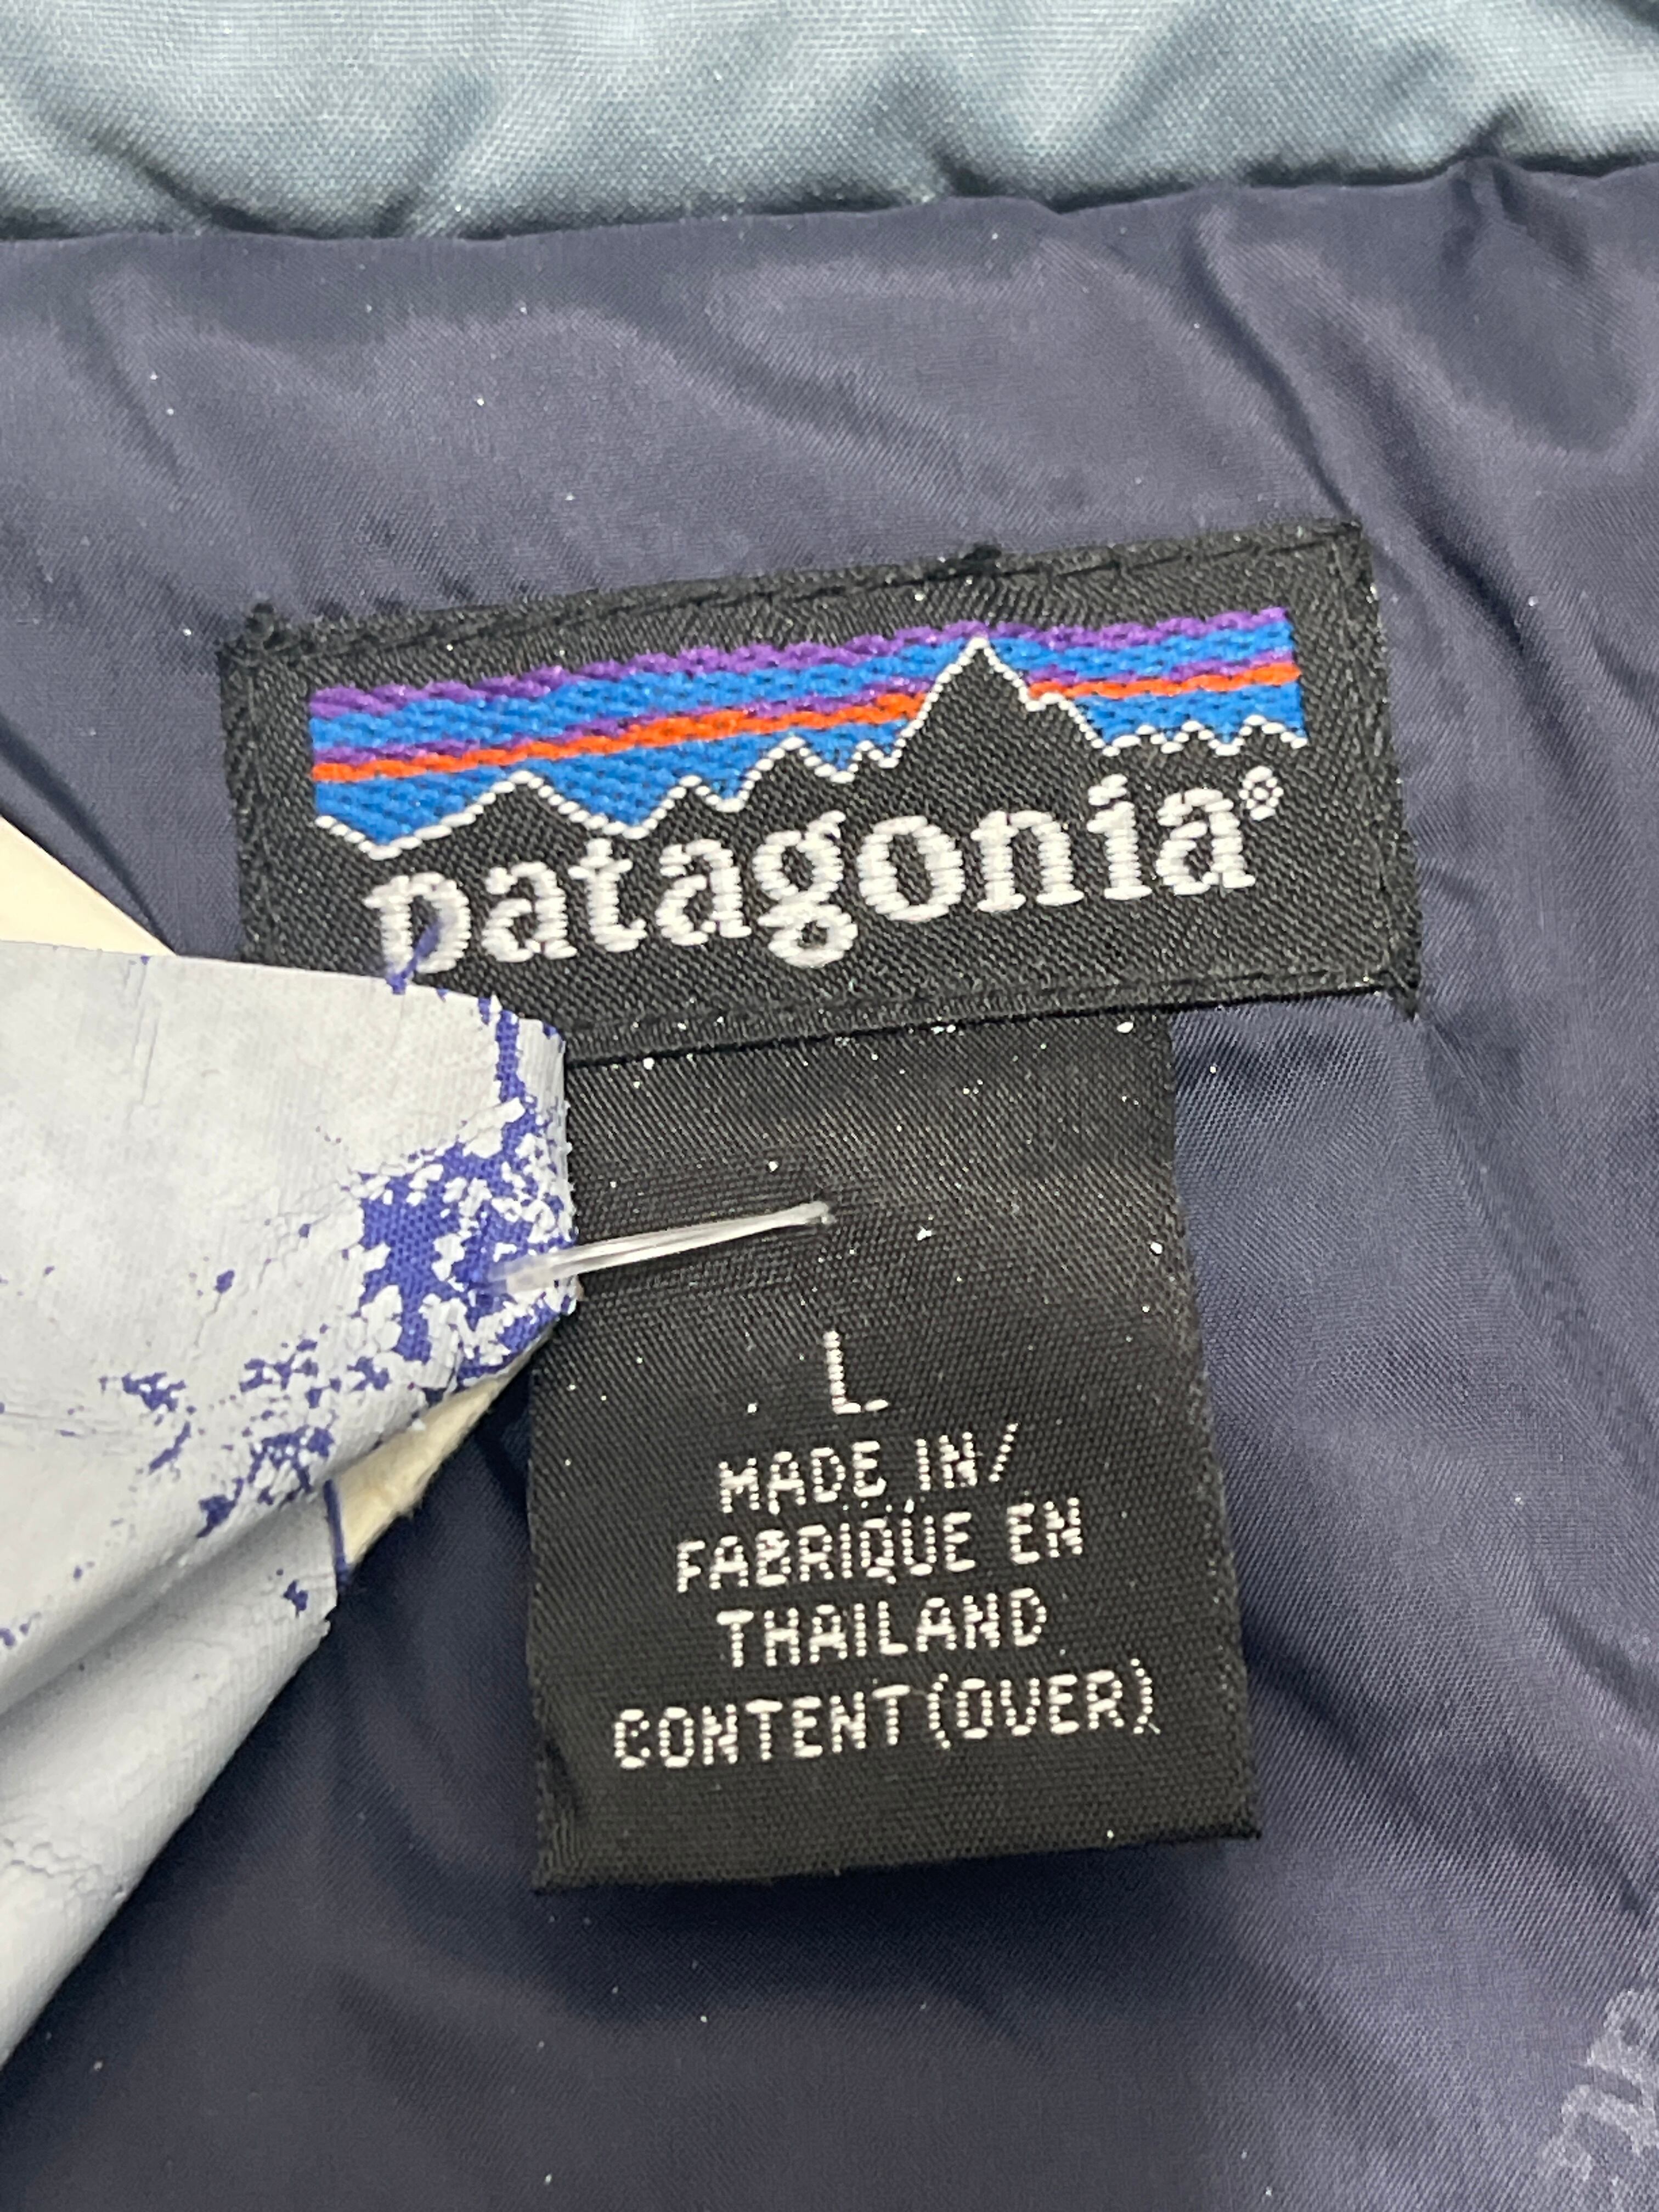 patagonia®
L
MADE IN/
FABRIQUE EN
THAILAND
CONTENT(OVER)